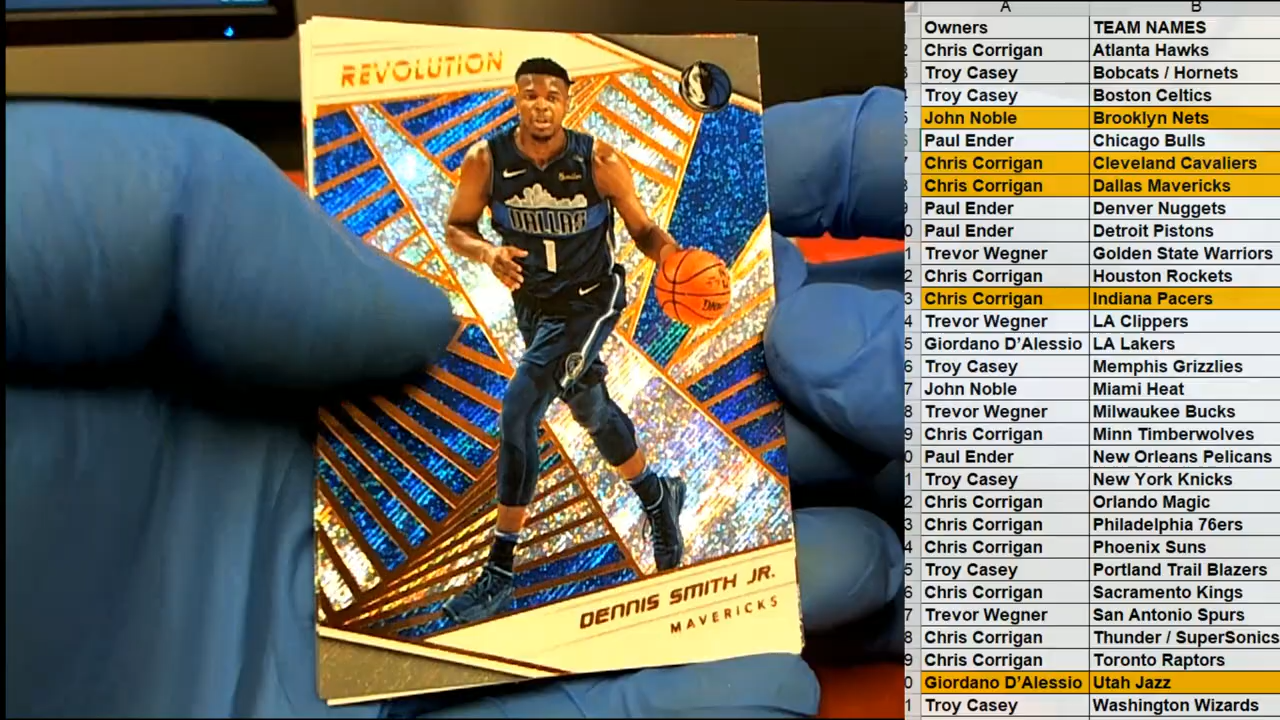 REVOLUTION
DALLAS
1
DENNIS SMITH JR.
MAVERICKS
A B
Owners TEAM NAMES
Chris Corrigan Atlanta Hawks
Troy Casey Bobcats / Hornets
Troy Casey Boston Celtics
John Noble Brooklyn Nets
Paul Ender Chicago Bulls
Chris Corrigan Cleveland Cavaliers
Chris Corrigan Dallas Mavericks
Paul Ender Denver Nuggets
Paul Ender Detroit Pistons
Trevor Wegner Golden State Warriors
Chris Corrigan Houston Rockets
Chris Corrigan Indiana Pacers
Trevor Wegner LA Clippers
Giordano D'Alessio LA Lakers
Troy Casey Memphis Grizzlies
John Noble Miami Heat
Trevor Wegner Milwaukee Bucks
Chris Corrigan Minn Timberwolves
Paul Ender New Orleans Pelicans
Troy Casey New York Knicks
Chris Corrigan Orlando Magic
Chris Corrigan Philadelphia 76ers
Chris Corrigan Phoenix Suns
Troy Casey Portland Trail Blazers
Chris Corrigan Sacramento Kings
Trevor Wegner San Antonio Spurs
Chris Corrigan Thunder / SuperSonics
Chris Corrigan Toronto Raptors
Giordano D'Alessio Utah Jazz
Troy Casey Washington Wizards